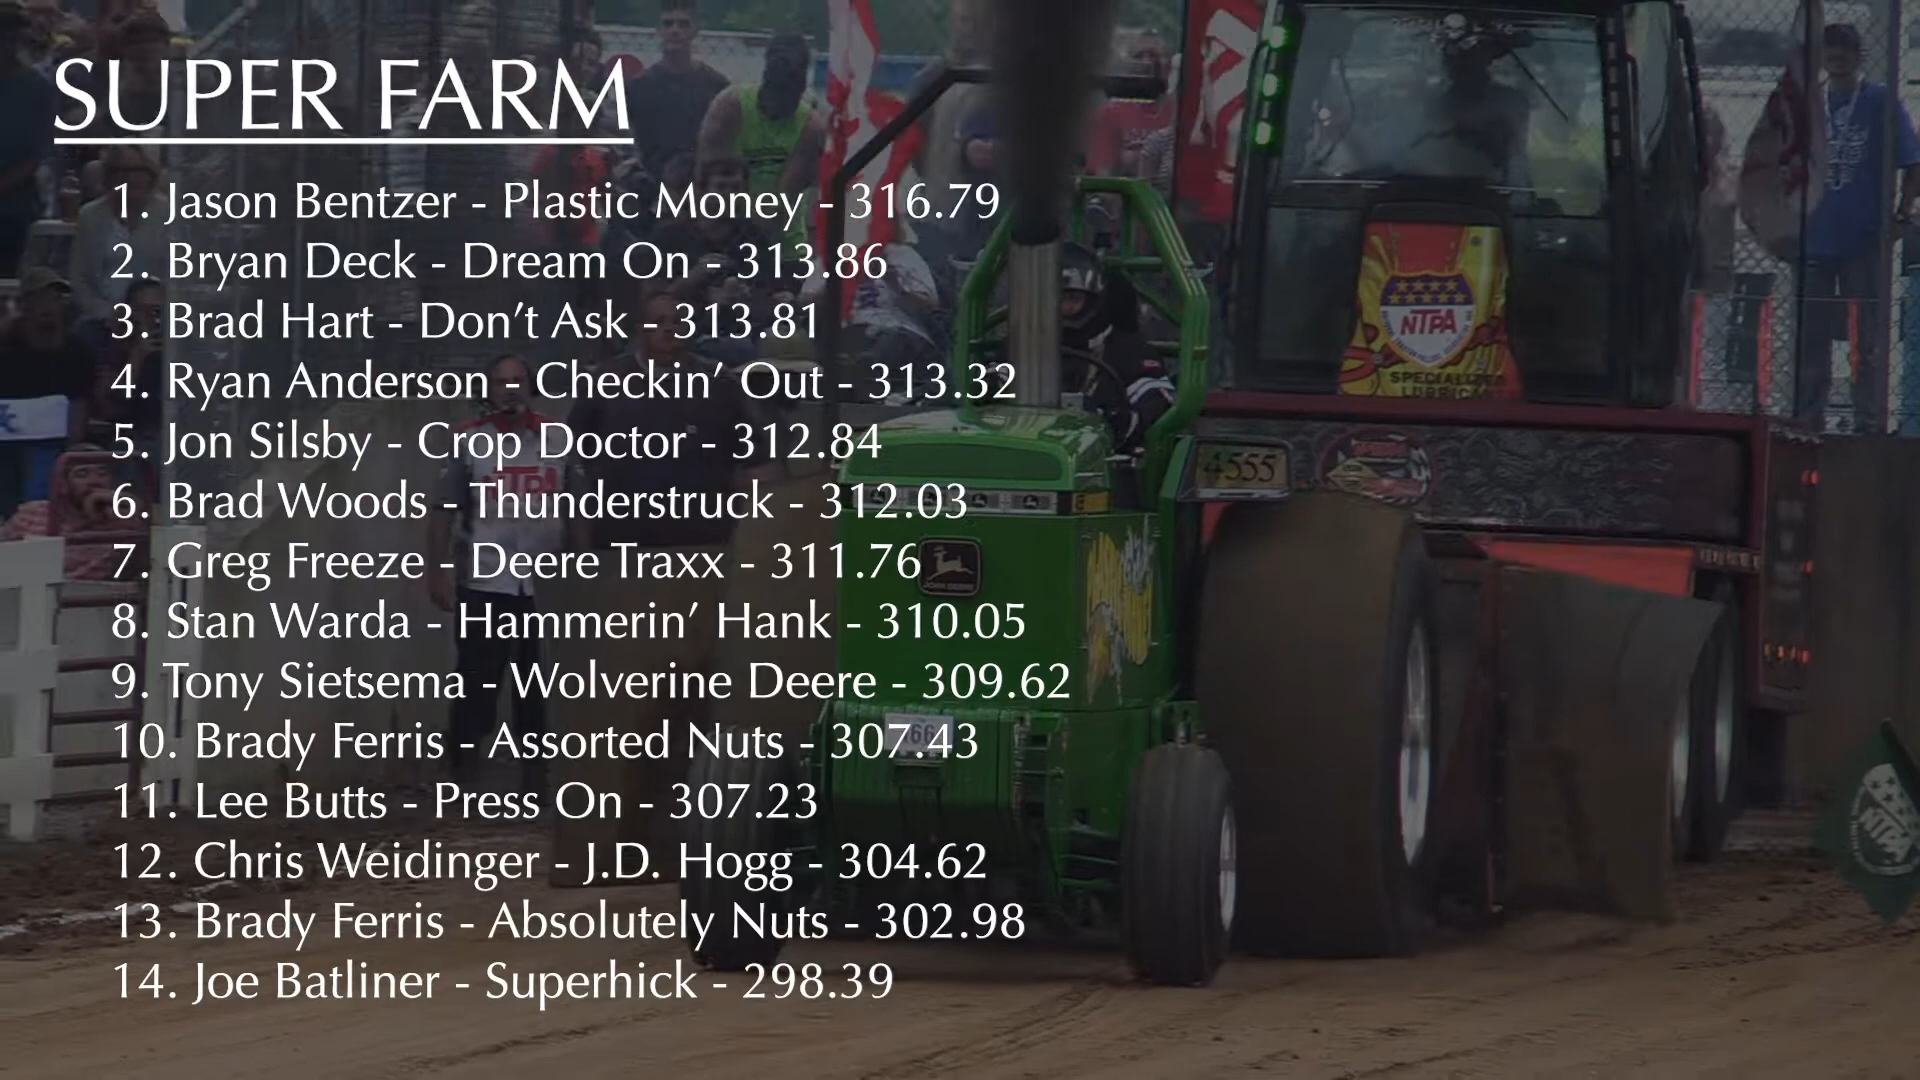 SUPER FARM
1. Jason Bentzer - Plastic Money - 316.79
2. Bryan Deck - Dream On - 313.86
3. Brad Hart - Don’t Ask - 313.81
4. Ryan Anderson - Checkin’ Out - 313.32
5. Jon Silsby - Crop Doctor - 312.84
6. Brad Woods - Thunderstruck - 312.03
7. Greg Freeze - Deere Traxx - 311.76
8. Stan Warda - Hammerin’ Hank - 310.05
9. Tony Sietsema - Wolverine Deere - 309.62
10. Brady Ferris - Assorted Nuts - 307.43
11. Lee Butts - Press On - 307.23
12. Chris Weidinger - J.D. Hogg - 304.62
13. Brady Ferris - Absolutely Nuts - 302.98
14. Joe Batliner - Superhick - 298.39
NTPA
SPECIALIZED
4555
NTPA
JOHN DEERE
NTPA